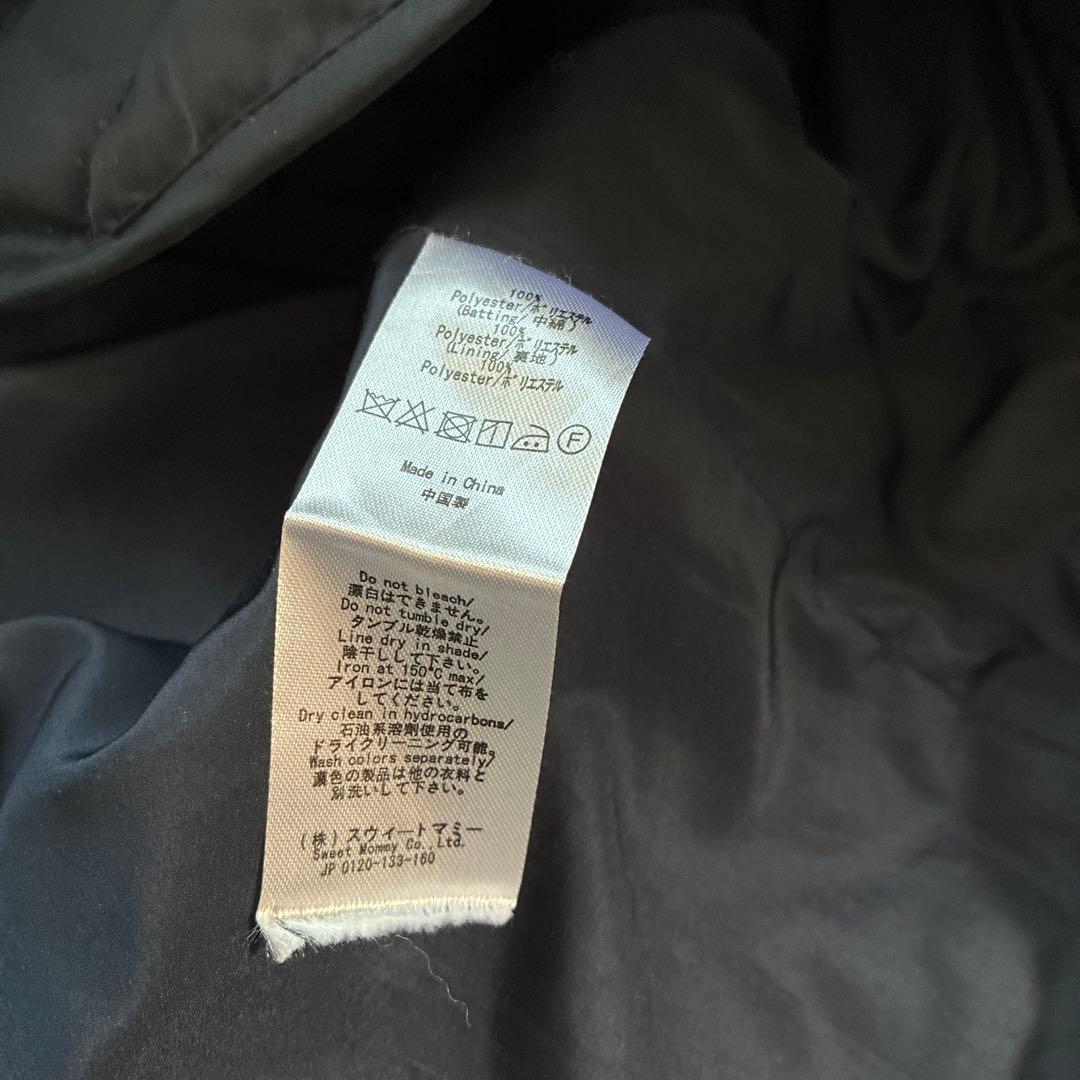 100%
Polyester/ポリエステル
(Batting/中綿)
100%
Polyester/ポリエステル
(Lining/裏地)
100%
Polyester/ポリエステル
F
Made in China
中国製
Do not bleach/
漂白はできません。
Do not tumble dry/
タンブル乾燥禁止
Line dry in shade/
陰干しして下さい。
Iron at 150°C max/
アイロンには当て布を
してください。
Dry clean in hydrocarbons/
石油系溶剤使用の
ドライクリーニング可能。
Wash colors separately/
濃色の製品は他の衣料と
別洗いして下さい。
(株)スウィートマミー
Sweet Mommy Co., Ltd.
JP 0120-133-160